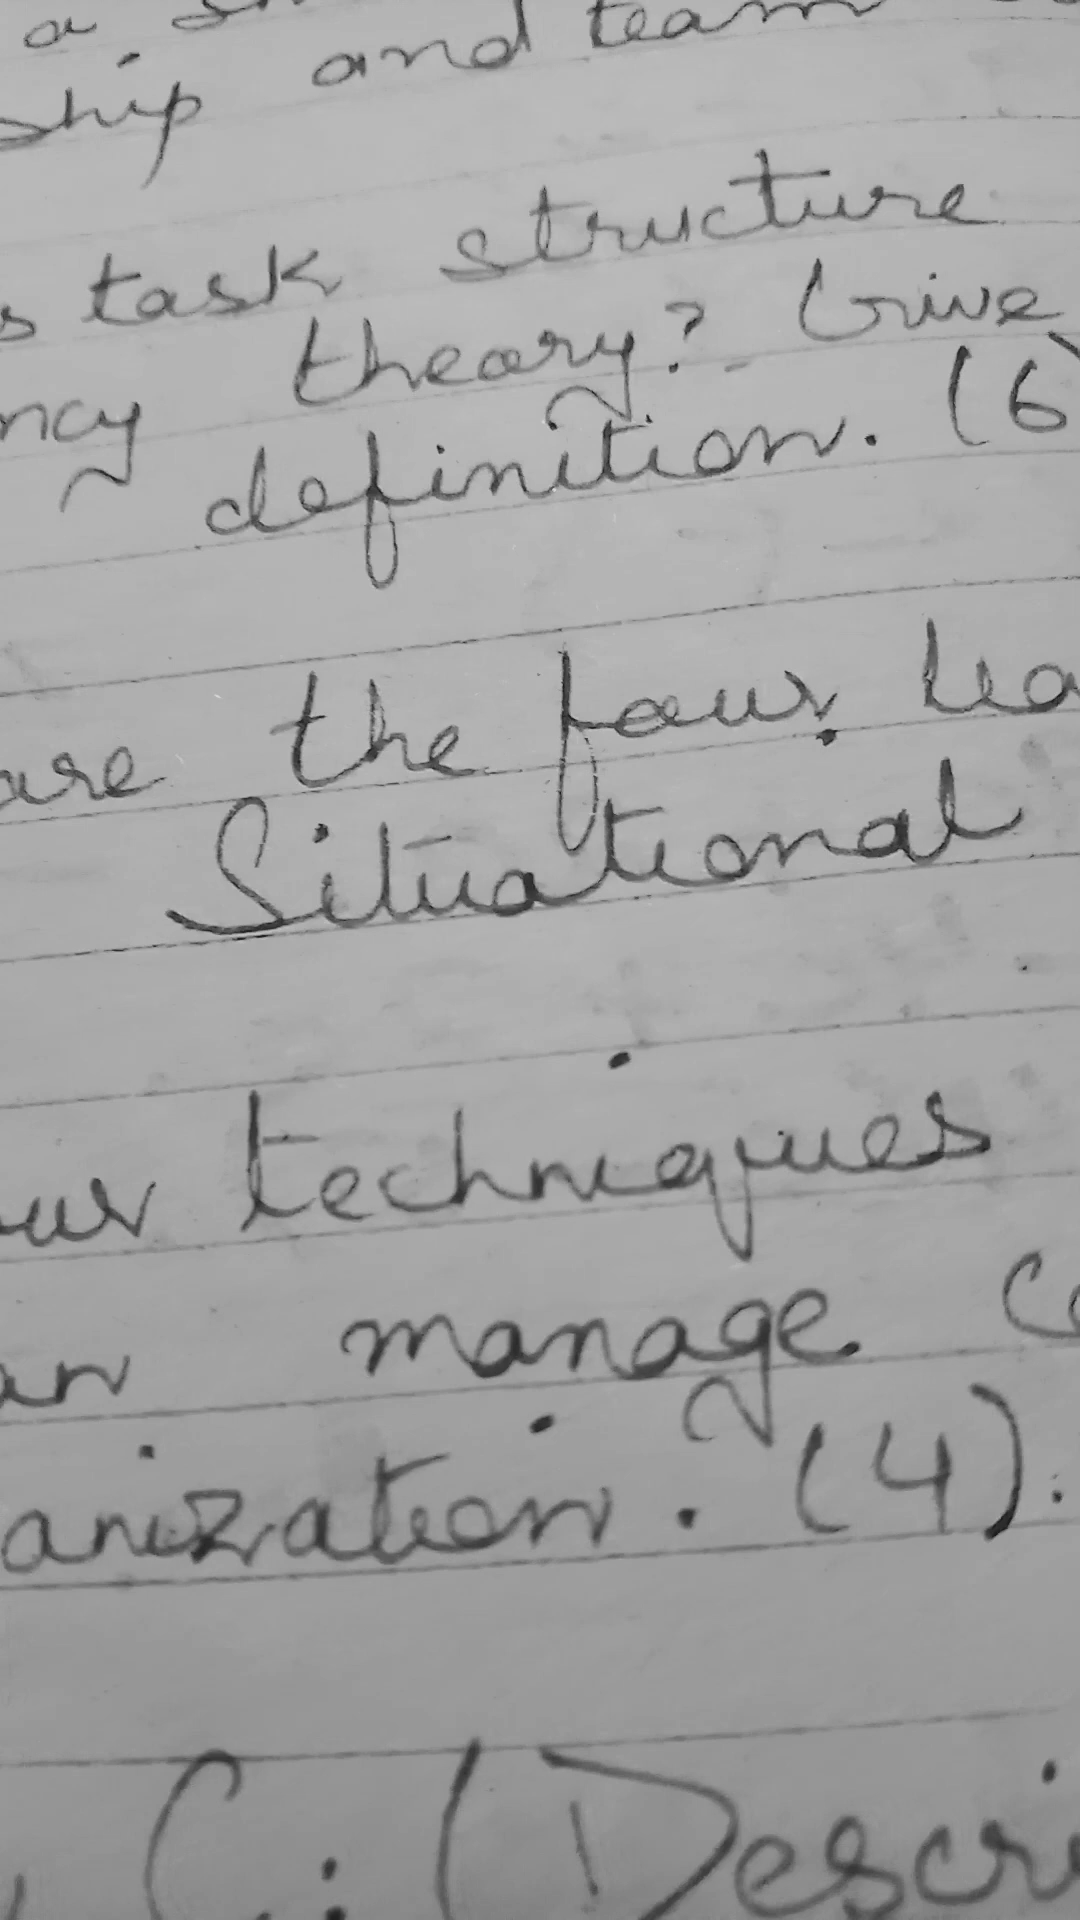 a
ship and team
s task structure
ncy theory? Give
definition. (6)
are the four lea
Situational
our techniques
an manage. c
anization. (4).
C: (Descri